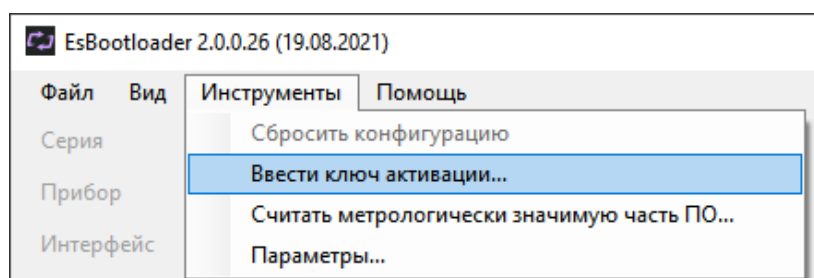 EsBootloader 2.0.0.26 (19.08.2021)
Файл Вид Инструменты Помощь
Серия Сбросить конфигурацию
Ввести ключ активации...
Прибор
Считать метрологически значимую часть ПО...
Интерфейс Параметры...